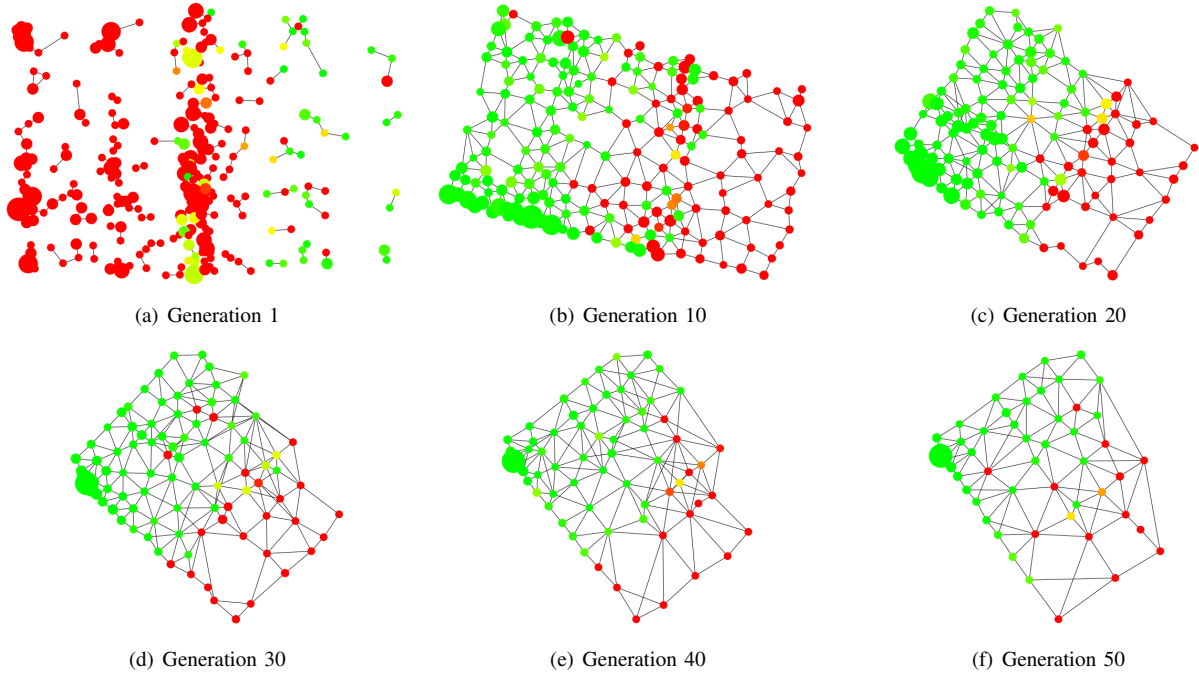 (a) Generation 1
(b) Generation 10
(c) Generation 20
(d) Generation 30
(e) Generation 40
(f) Generation 50